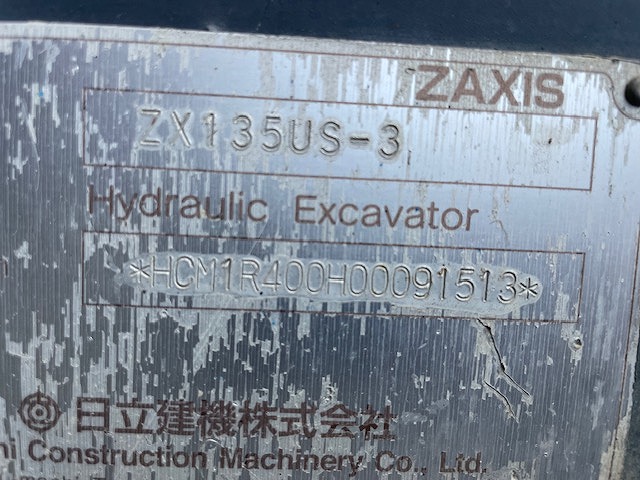 ZAXIS
ZX135US-3
Hydraulic Excavator
*HCM1R400H00091513*
日立建機株式会社
Construction Machinery Co., Ltd.